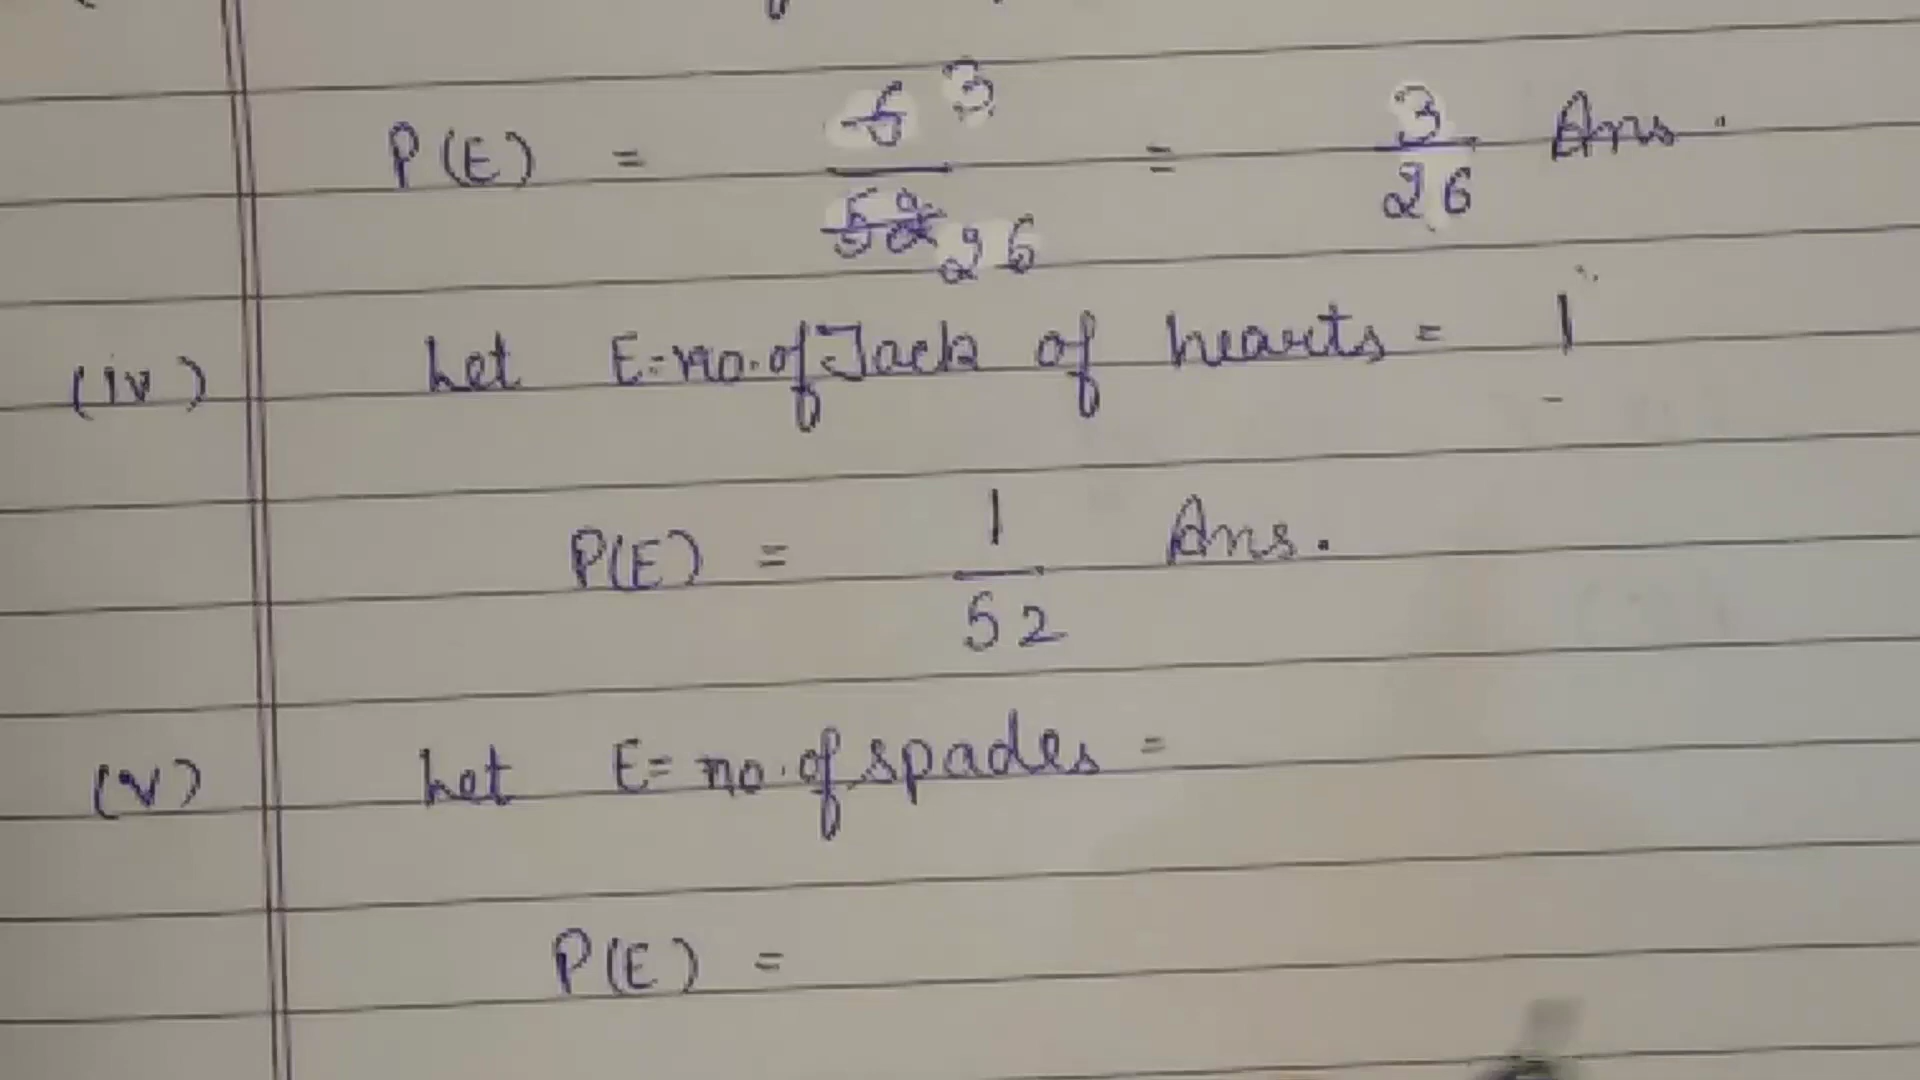 P(E) = 6 3 / 52 26 = 3/26 Ans.
(iv) Let E=no.of Jack of hearts = 1
P(E) = 1/52 Ans.
(v) Let E= no.of spades =
P(E) =